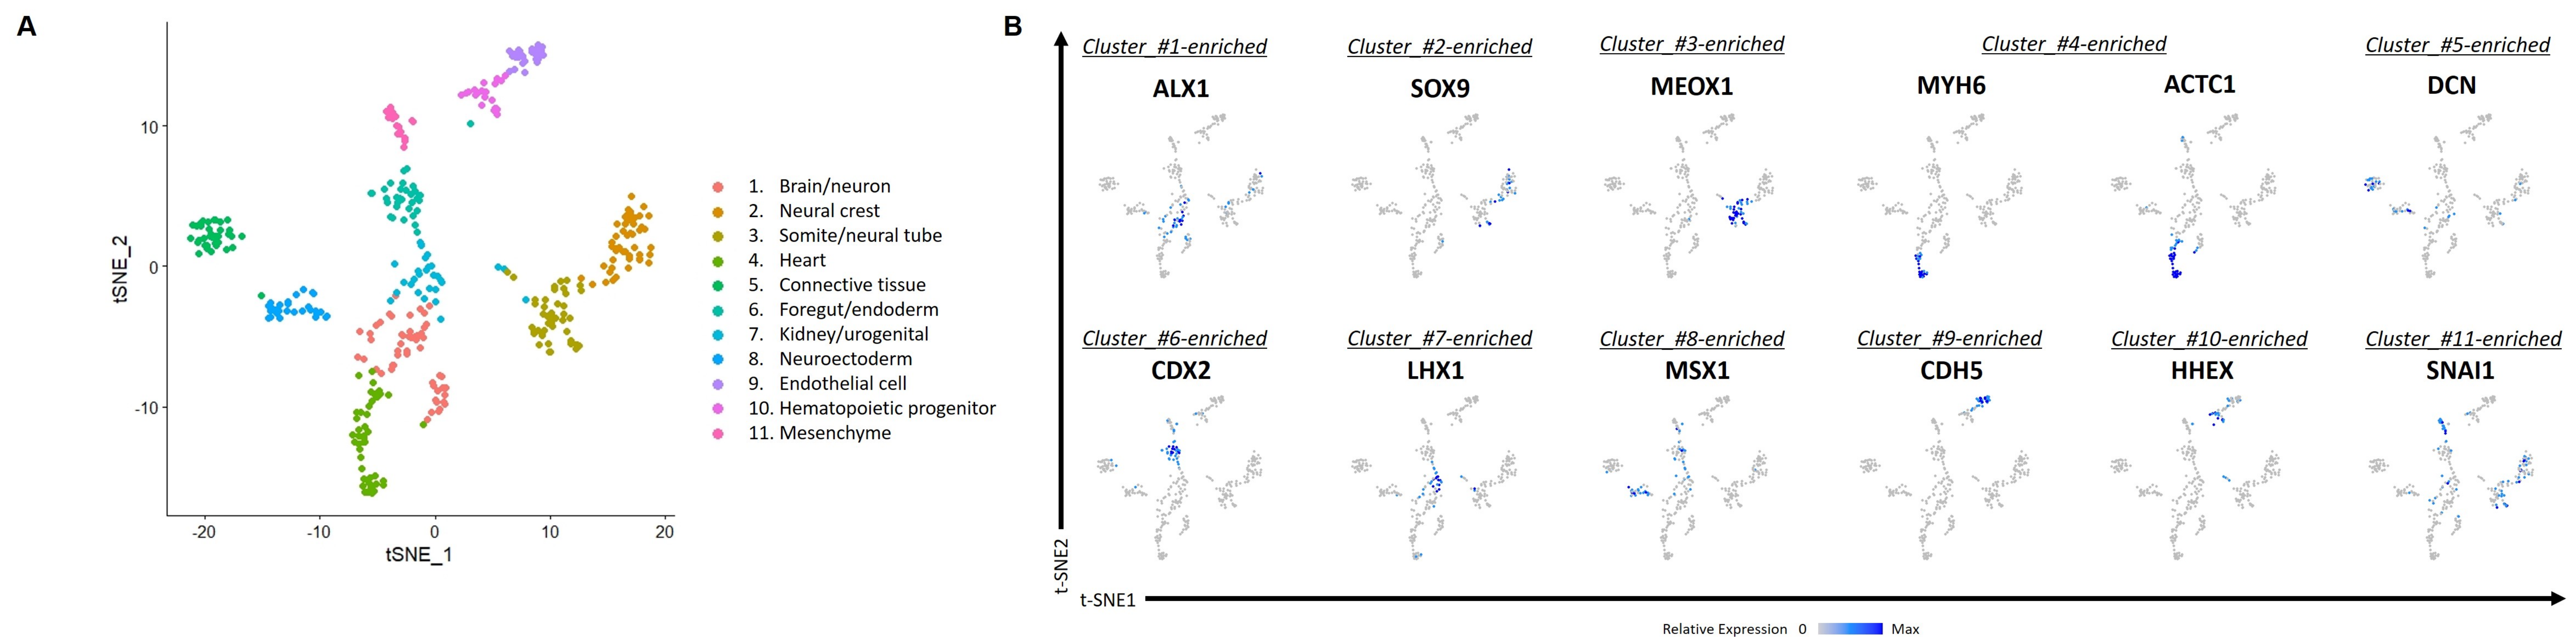 A
tSNE_2
10
0
-10
-20
-10
0
10
20
tSNE_1
1. Brain/neuron
2. Neural crest
3. Somite/neural tube
4. Heart
5. Connective tissue
6. Foregut/endoderm
7. Kidney/urogenital
8. Neuroectoderm
9. Endothelial cell
10. Hematopoietic progenitor
11. Mesenchyme
B
Cluster_#1-enriched
ALX1
Cluster_#2-enriched
SOX9
Cluster_#3-enriched
MEOX1
Cluster_#4-enriched
MYH6
ACTC1
Cluster_#5-enriched
DCN
Cluster_#6-enriched
CDX2
Cluster_#7-enriched
LHX1
Cluster_#8-enriched
MSX1
Cluster_#9-enriched
CDH5
Cluster_#10-enriched
HHEX
Cluster_#11-enriched
SNAI1
t-SNE2
t-SNE1
Relative Expression 0 Max